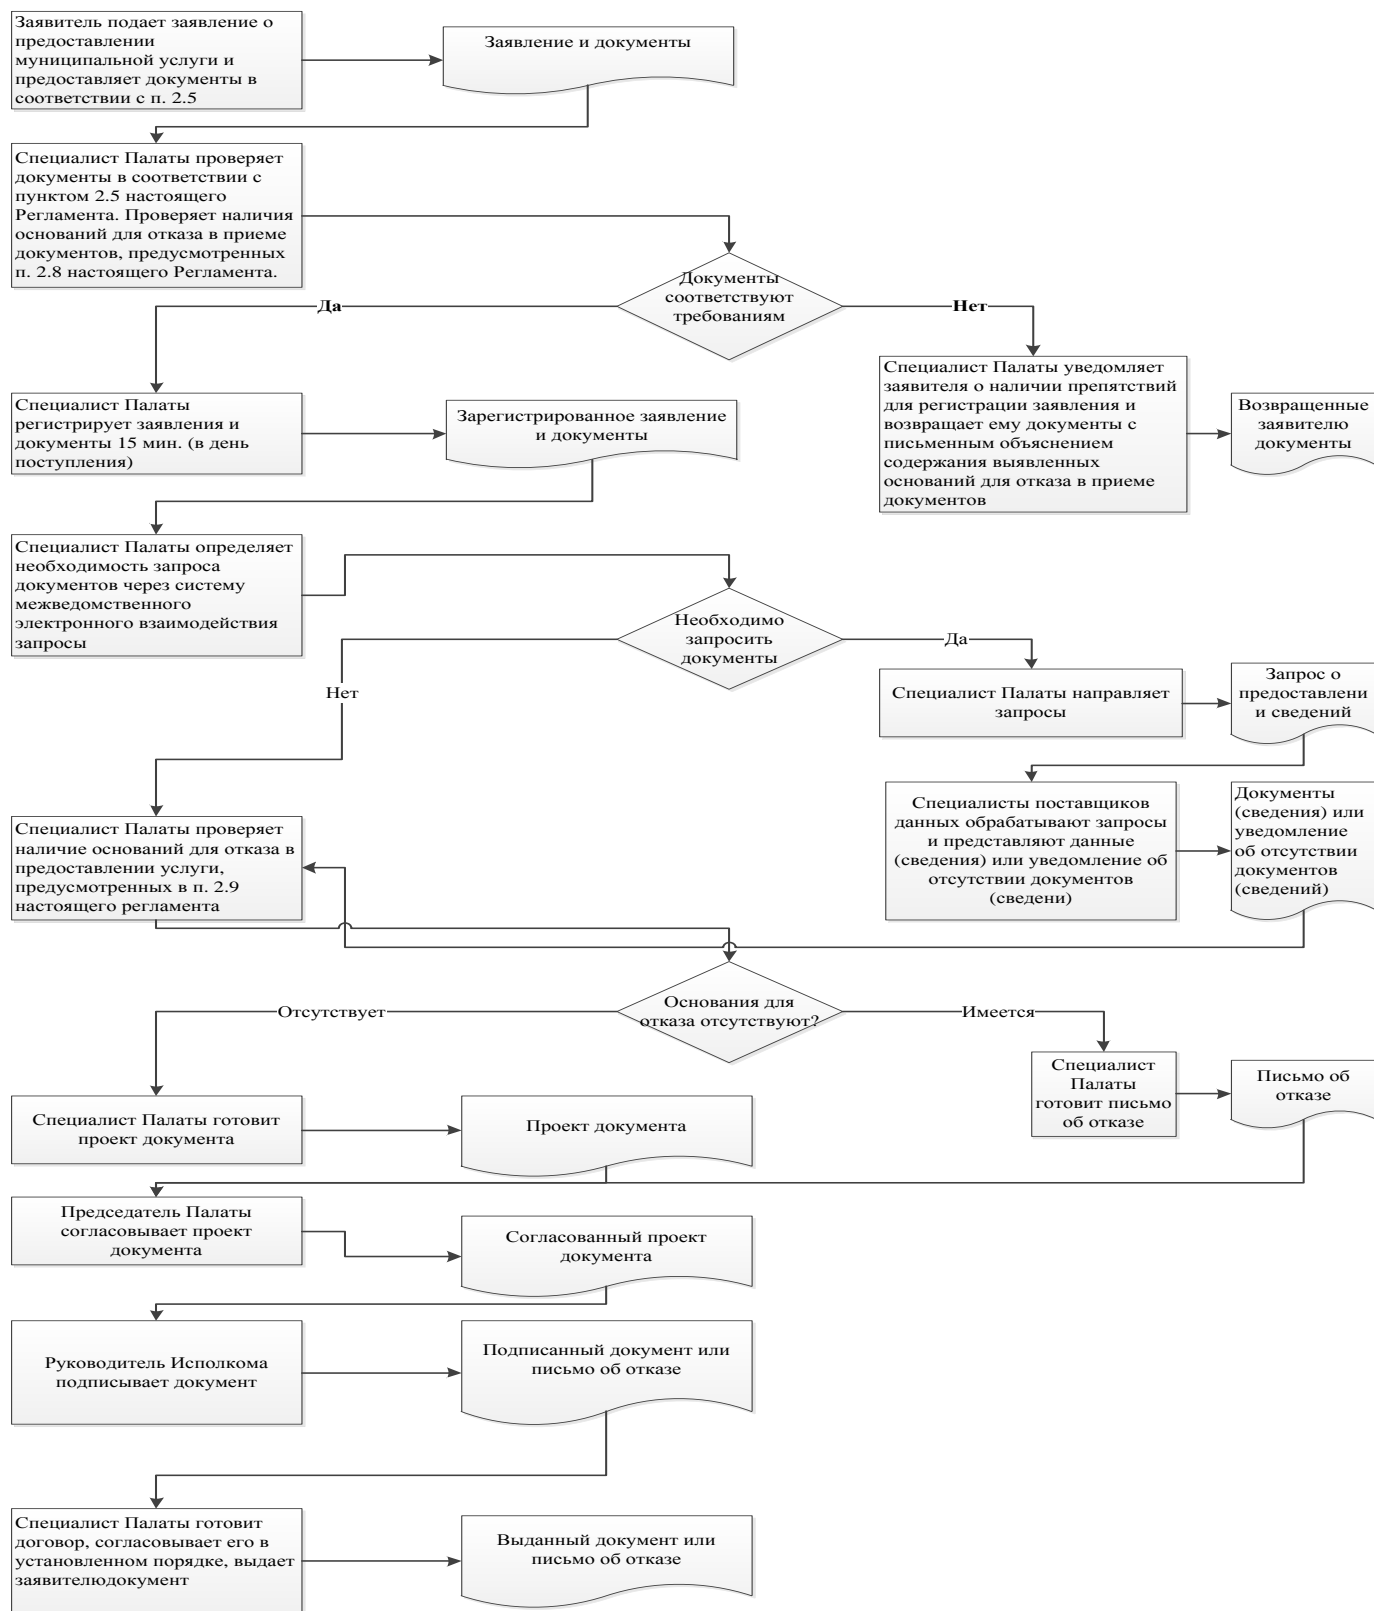 Заявитель подает заявление о
предоставлении
муниципальной услуги и
предоставляет документы в
соответствии с п. 2.5
Заявление и документы
Специалист Палаты проверяет
документы в соответствии с
пунктом 2.5 настоящего
Регламента. Проверяет наличия
оснований для отказа в приеме
документов, предусмотренных
п. 2.8 настоящего Регламента.
Документы
соответствуют
требованиям
Да
Нет
Специалист Палаты
регистрирует заявления и
документы 15 мин. (в день
поступления)
Зарегистрированное заявление
и документы
Специалист Палаты уведомляет
заявителя о наличии препятствий
для регистрации заявления и
возвращает ему документы с
письменным объяснением
содержания выявленных
оснований для отказа в приеме
документов
Возвращенные
заявителю
документы
Специалист Палаты определяет
необходимость запроса
документов через систему
межведомственного
электронного взаимодействия
запросы
Необходимо
запросить
документы
Да
Нет
Специалист Палаты направляет
запросы
Запрос о
предоставлени
и сведений
Специалисты поставщиков
данных обрабатывают запросы
и представляют данные
(сведения) или уведомление об
отсутствии документов
(сведени)
Документы
(сведения) или
уведомление
об отсутствии
документов
(сведений)
Специалист Палаты проверяет
наличие оснований для отказа в
предоставлении услуги,
предусмотренных в п. 2.9
настоящего регламента
Основания для
отказа отсутствуют?
Отсутствует
Имеется
Специалист
Палаты
готовит письмо
об отказе
Письмо об
отказе
Специалист Палаты готовит
проект документа
Проект документа
Председатель Палаты
согласовывает проект
документа
Согласованный проект
документа
Руководитель Исполкома
подписывает документ
Подписанный документ или
письмо об отказе
Специалист Палаты готовит
договор, согласовывает его в
установленном порядке, выдает
заявителюдокумент
Выданный документ или
письмо об отказе